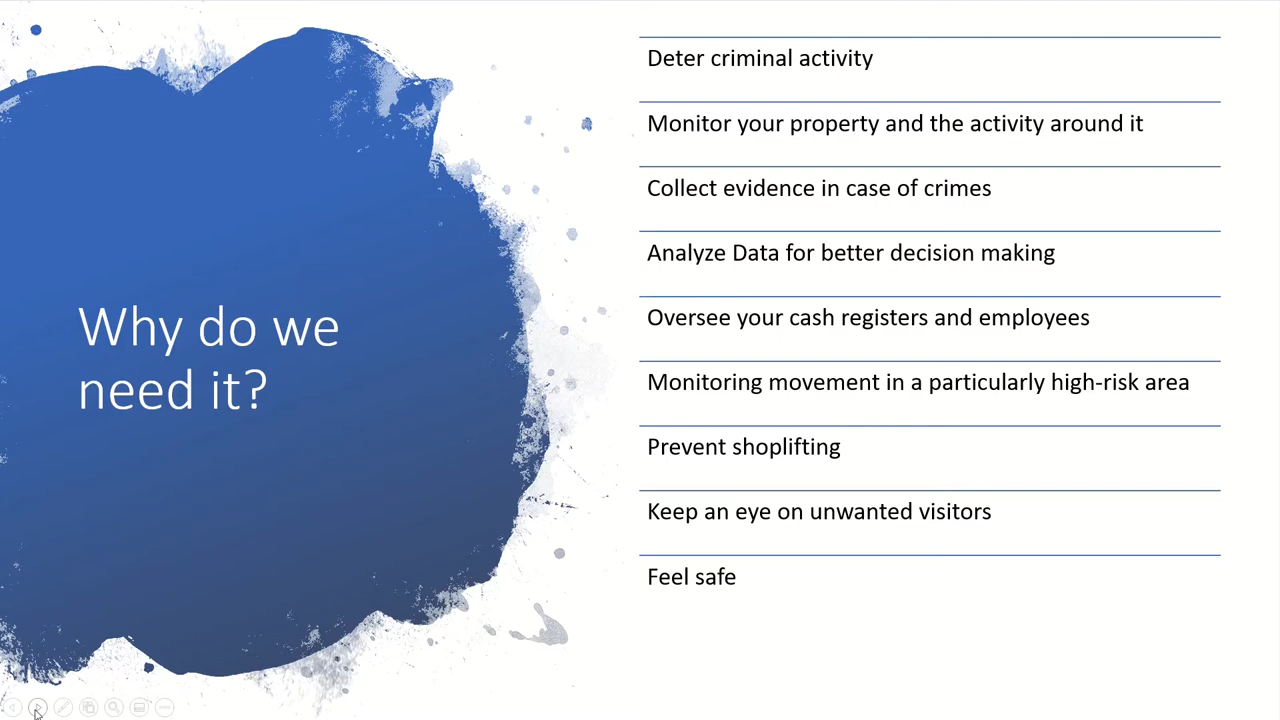 Why do we
need it?
Deter criminal activity
Monitor your property and the activity around it
Collect evidence in case of crimes
Analyze Data for better decision making
Oversee your cash registers and employees
Monitoring movement in a particularly high-risk area
Prevent shoplifting
Keep an eye on unwanted visitors
Feel safe